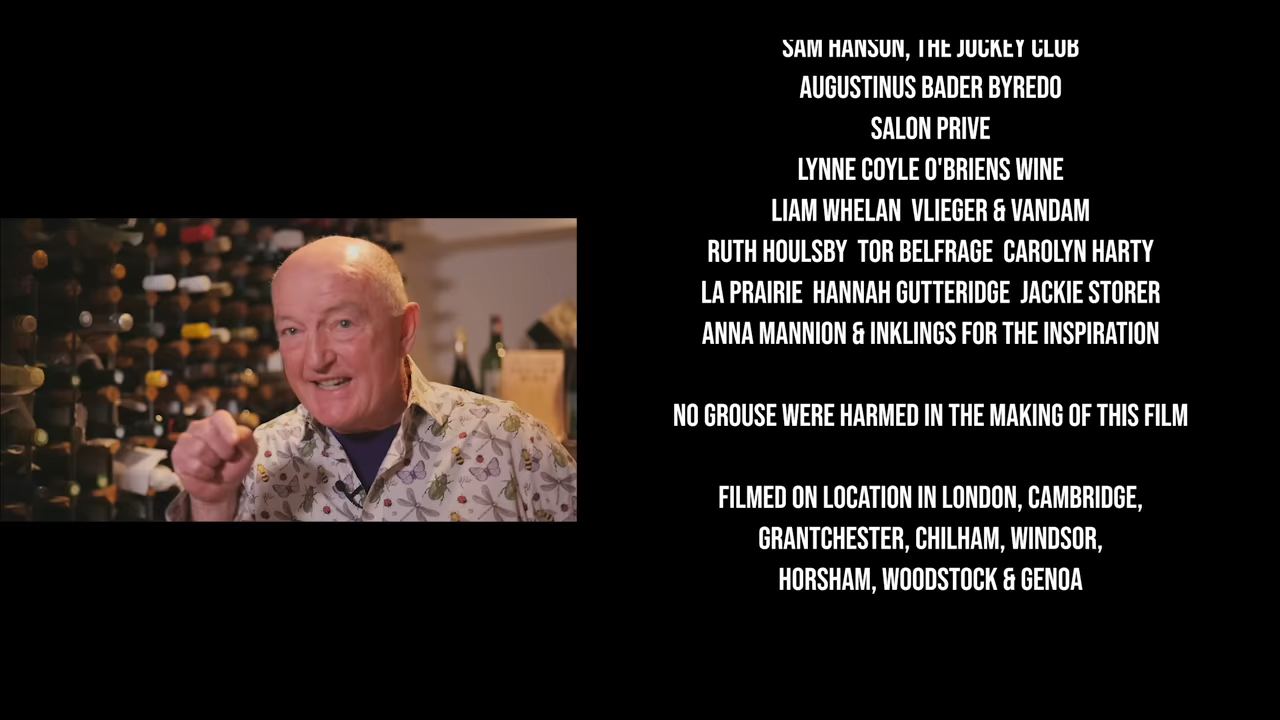 SAM HANSON, THE JOCKEY CLUB
AUGUSTINUS BADER BYREDO
SALON PRIVE
LYNNE COYLE O'BRIENS WINE
LIAM WHELAN VLIEGER & VANDAM
RUTH HOULSBY TOR BELFRAGE CAROLYN HARTY
LA PRAIRIE HANNAH GUTTERIDGE JACKIE STORER
ANNA MANNION & INKLINGS FOR THE INSPIRATION
NO GROUSE WERE HARMED IN THE MAKING OF THIS FILM
FILMED ON LOCATION IN LONDON, CAMBRIDGE,
GRANTCHESTER, CHILHAM, WINDSOR,
HORSHAM, WOODSTOCK & GENOA